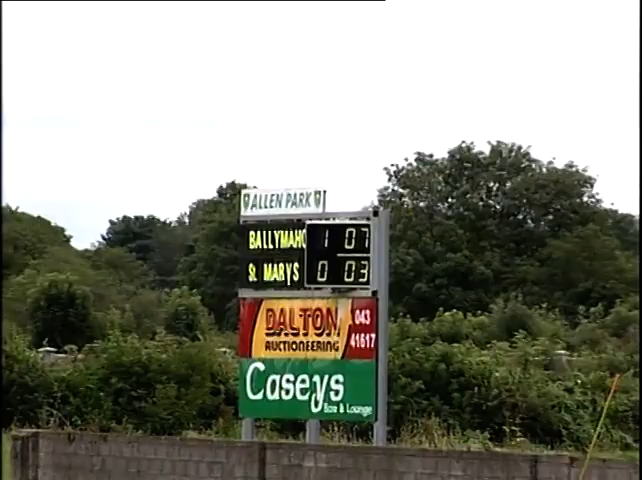 ALLEN PARK
BALLYMAHO 1 07
St. MARYS 0 03
DALTON 043
AUCTIONEERING 41617
Caseys
Bar & Lounge